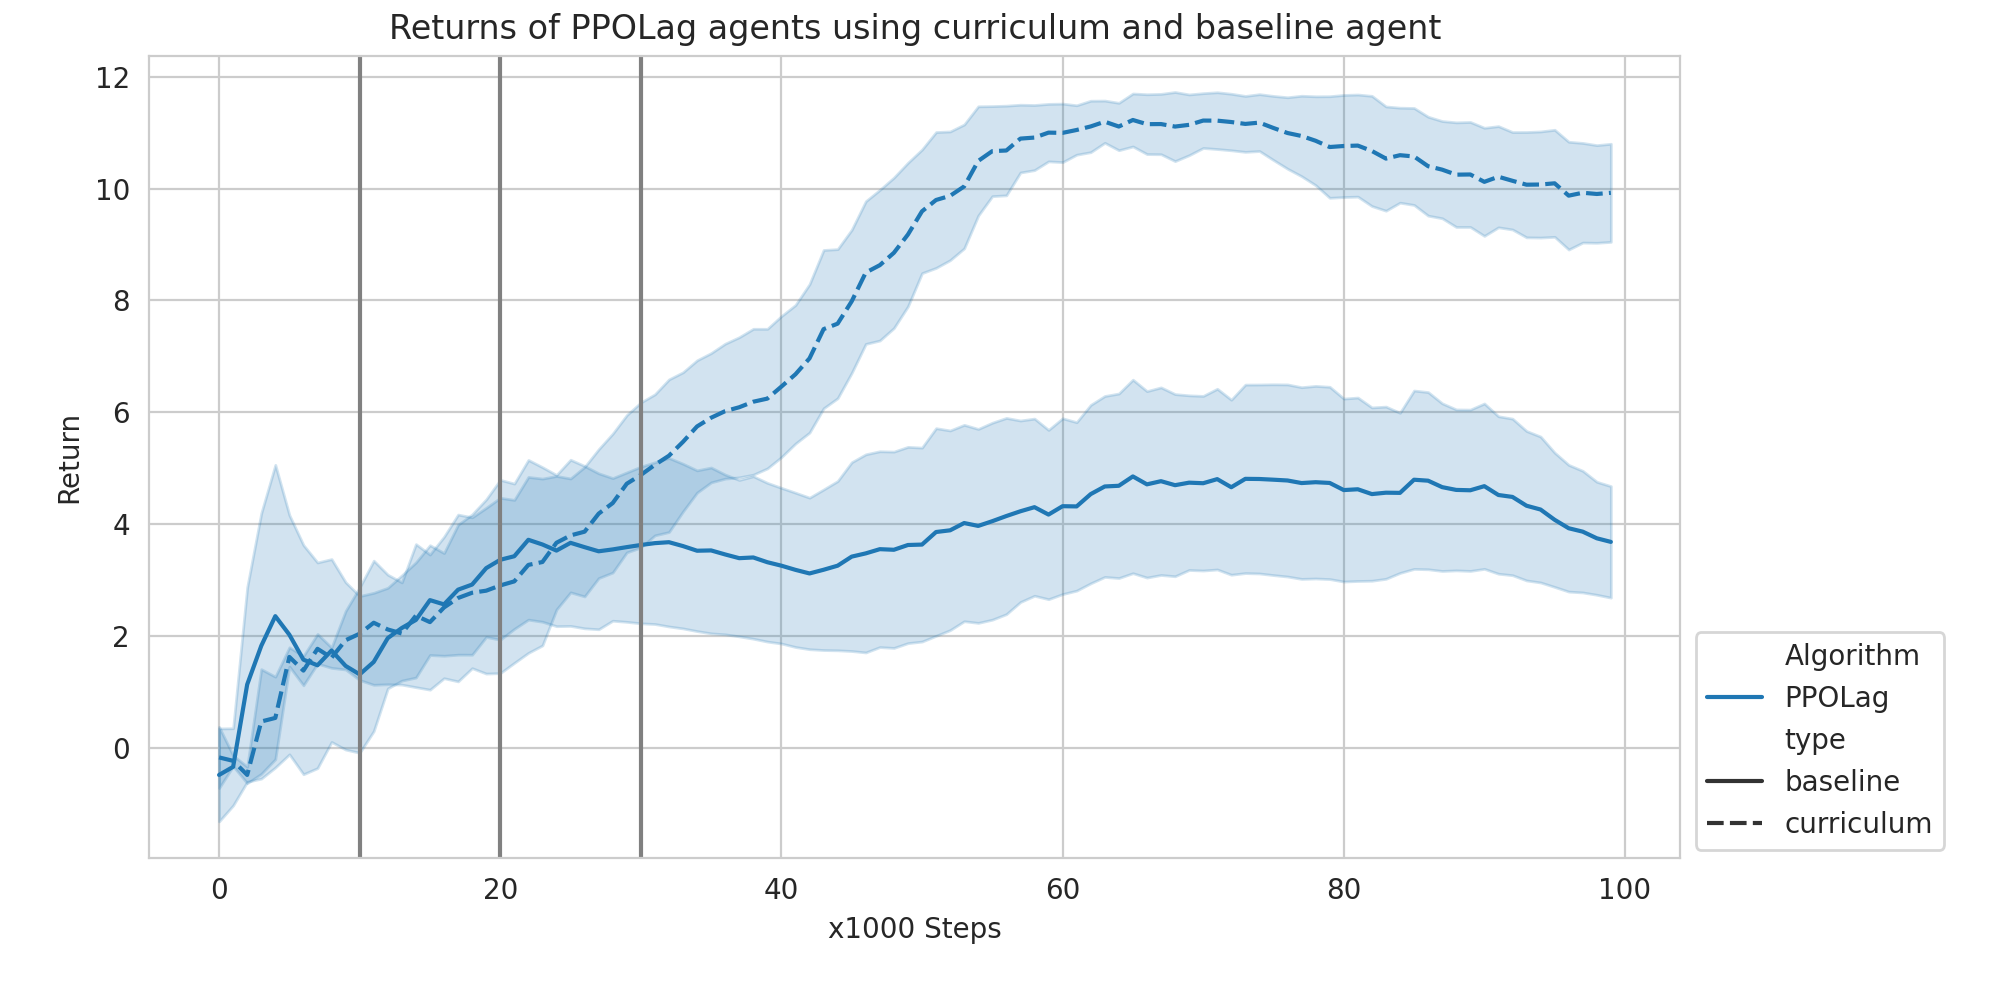 Returns of PPOLag agents using curriculum and baseline agent
12
10
8
6
4
2
0
Return
0 20 40 60 80 100
x1000 Steps
Algorithm
PPOLag
type
baseline
curriculum